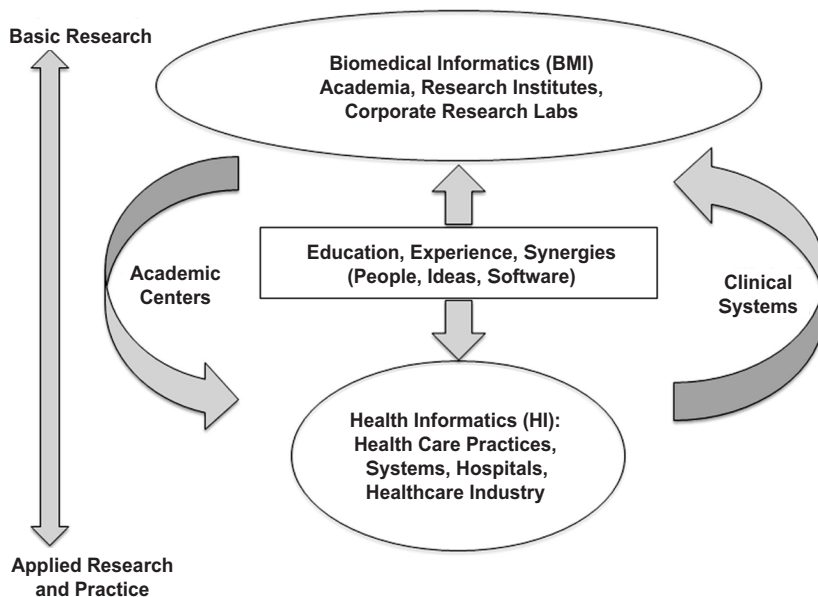 Basic Research
Biomedical Informatics (BMI)
Academia, Research Institutes,
Corporate Research Labs
Education, Experience, Synergies
(People, Ideas, Software)
Academic
Centers
Clinical
Systems
Health Informatics (HI):
Health Care Practices,
Systems, Hospitals,
Healthcare Industry
Applied Research
and Practice